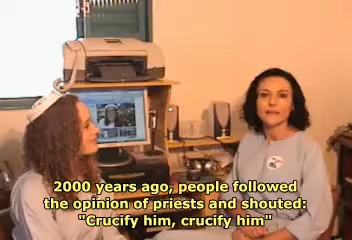 2000 years ago, people followed
the opinion of priests and shouted:
"Crucify him, crucify him"